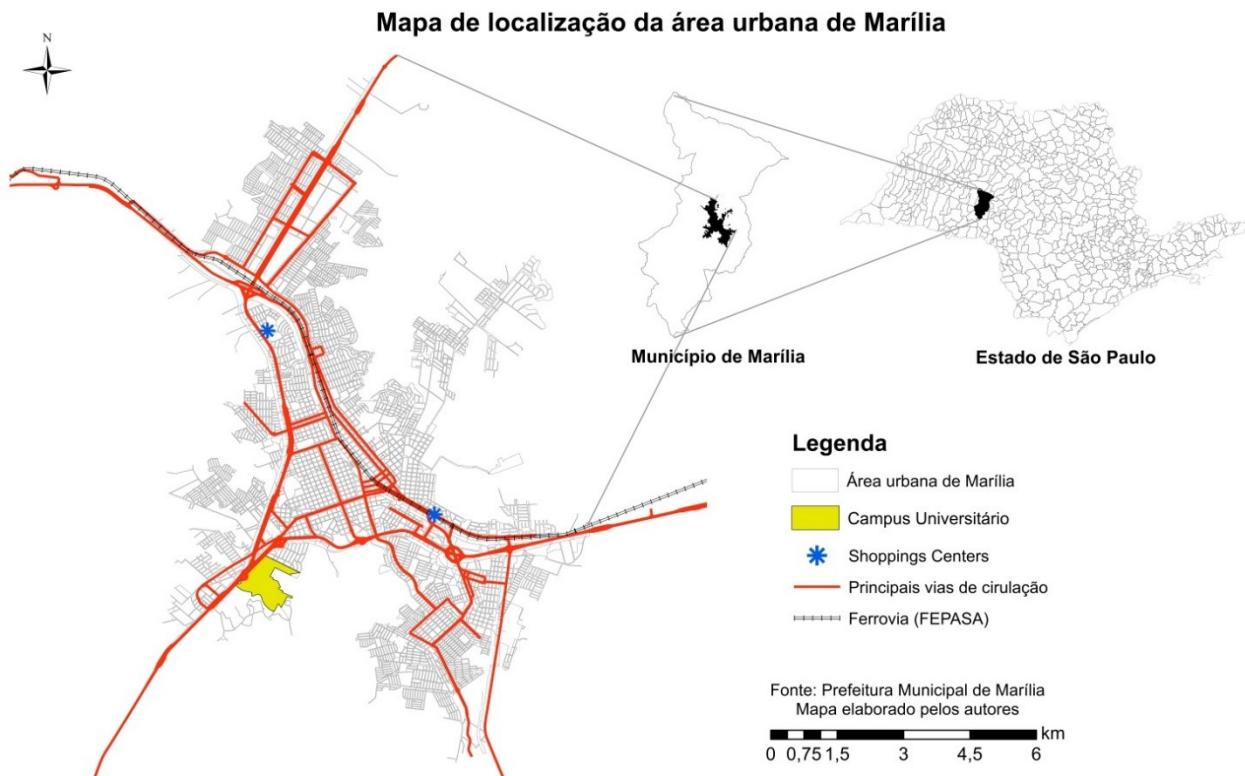 Mapa de localização da área urbana de Marília
N
Município de Marília
Estado de São Paulo
Legenda
Área urbana de Marília
Campus Universitário
Shoppings Centers
Principais vias de cirulação
Ferrovia (FEPASA)
Fonte: Prefeitura Municipal de Marília
Mapa elaborado pelos autores
km
0 0,75 1,5 3 4,5 6